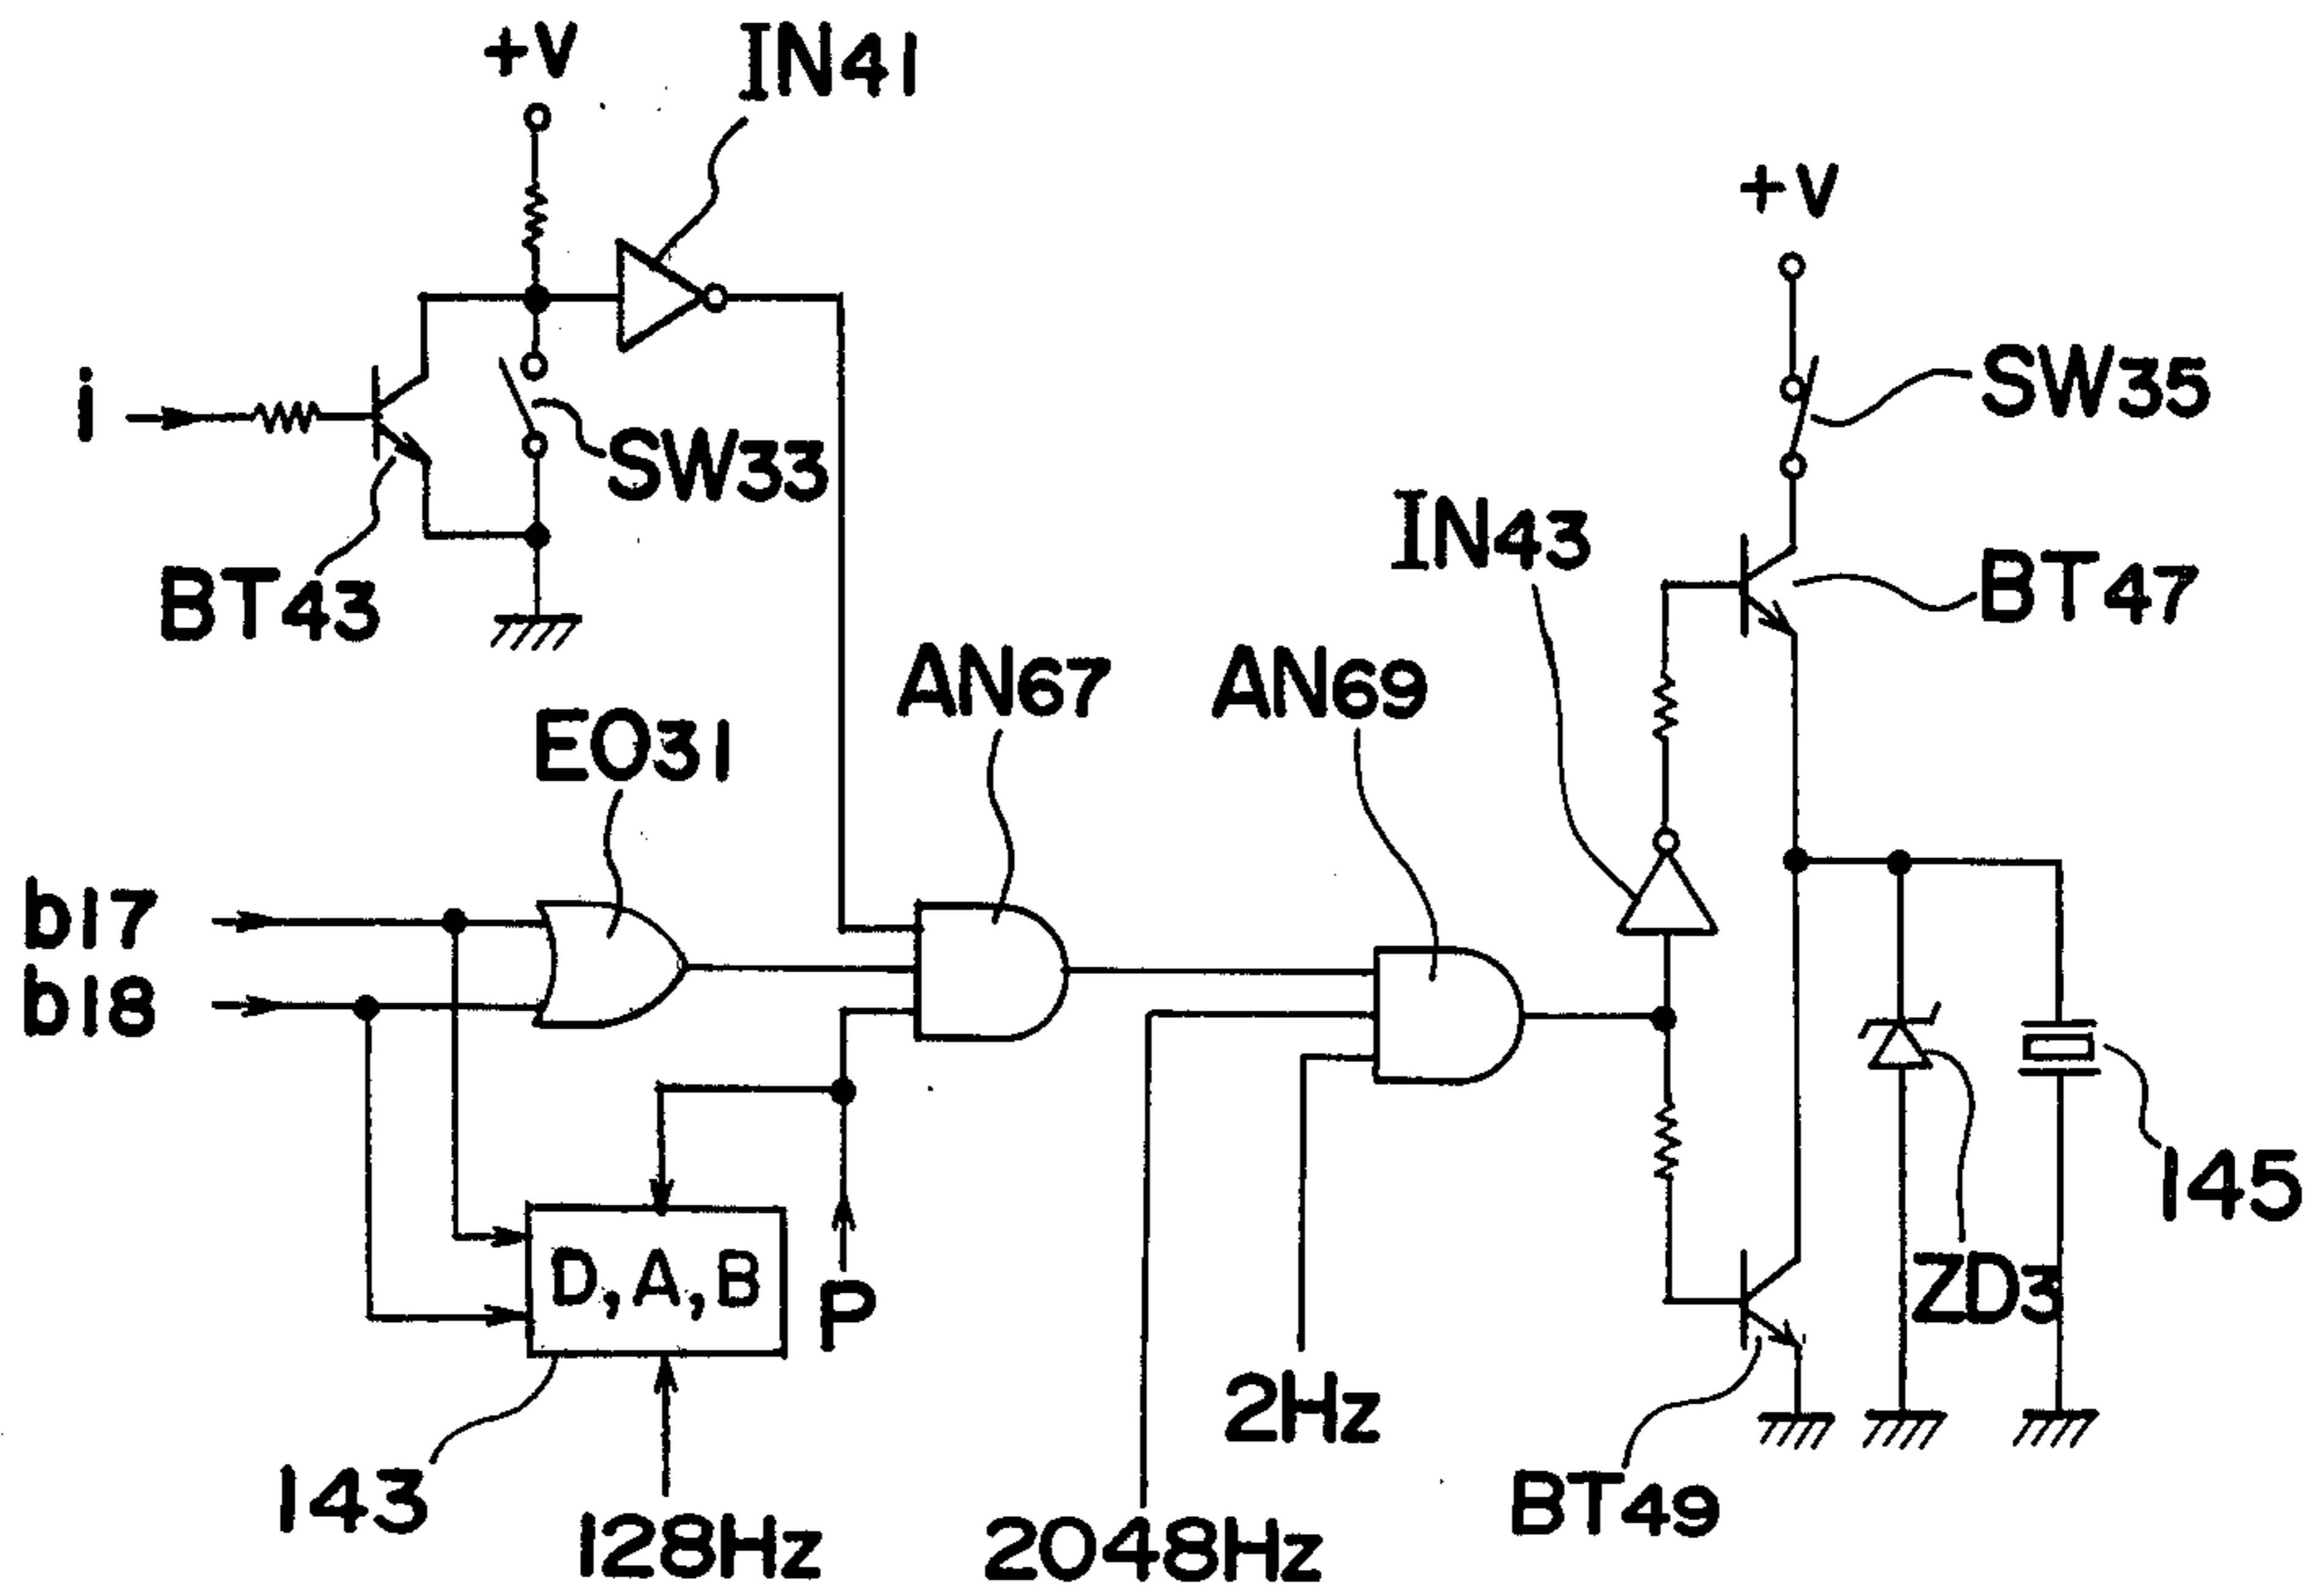 +V
IN41
+V
i
SW33
SW35
BT43
IN43
BT47
AN67
AN69
EO31
b17
b18
145
D, A, B
P
ZD3
2Hz
143
128Hz
2048Hz
BT49